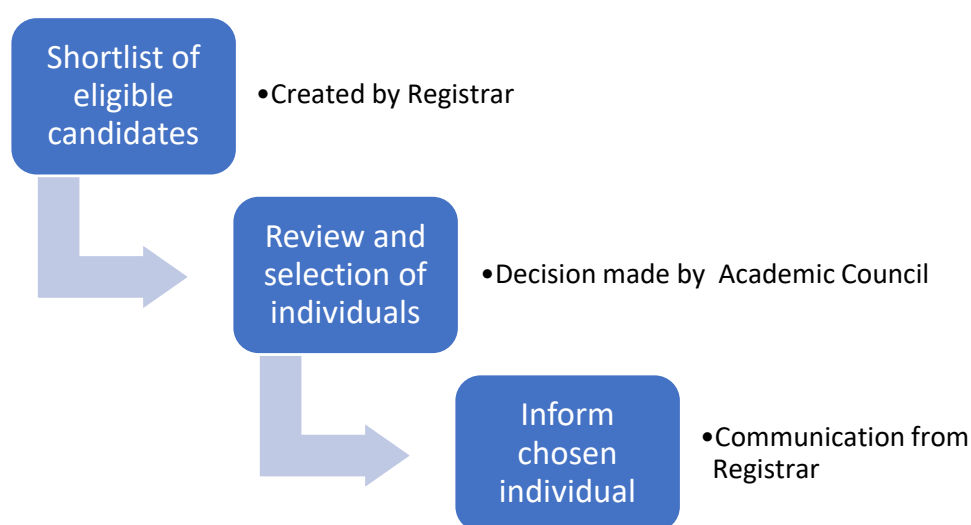 Shortlist of
eligible
candidates
•Created by Registrar
Review and
selection of
individuals
•Decision made by  Academic Council
Inform
chosen
individual
•Communication from
Registrar